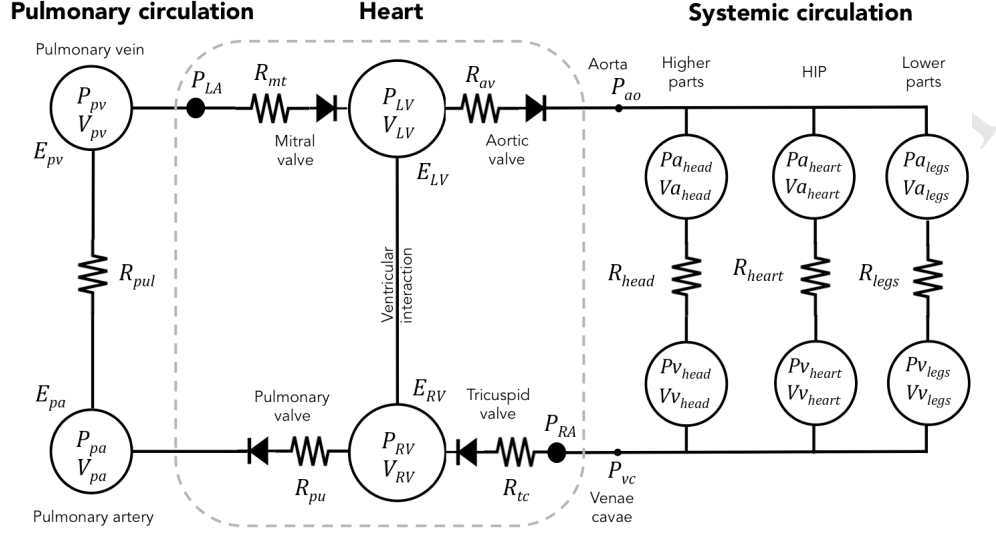 Pulmonary circulation
Heart
Systemic circulation
Pulmonary vein
P_pv
V_pv
E_pv
P_LA
R_mt
Mitral
valve
P_LV
V_LV
E_LV
R_av
Aortic
valve
Aorta
P_ao
Higher
parts
HIP
Lower
parts
Pa_head
Va_head
Pa_heart
Va_heart
Pa_legs
Va_legs
R_pul
Ventricular
interaction
R_head
R_heart
R_legs
Pv_head
Vv_head
Pv_heart
Vv_heart
Pv_legs
Vv_legs
E_pa
P_pa
V_pa
Pulmonary artery
Pulmonary
valve
R_pu
E_RV
P_RV
V_RV
Tricuspid
valve
R_tc
P_RA
P_vc
Venae
cavae